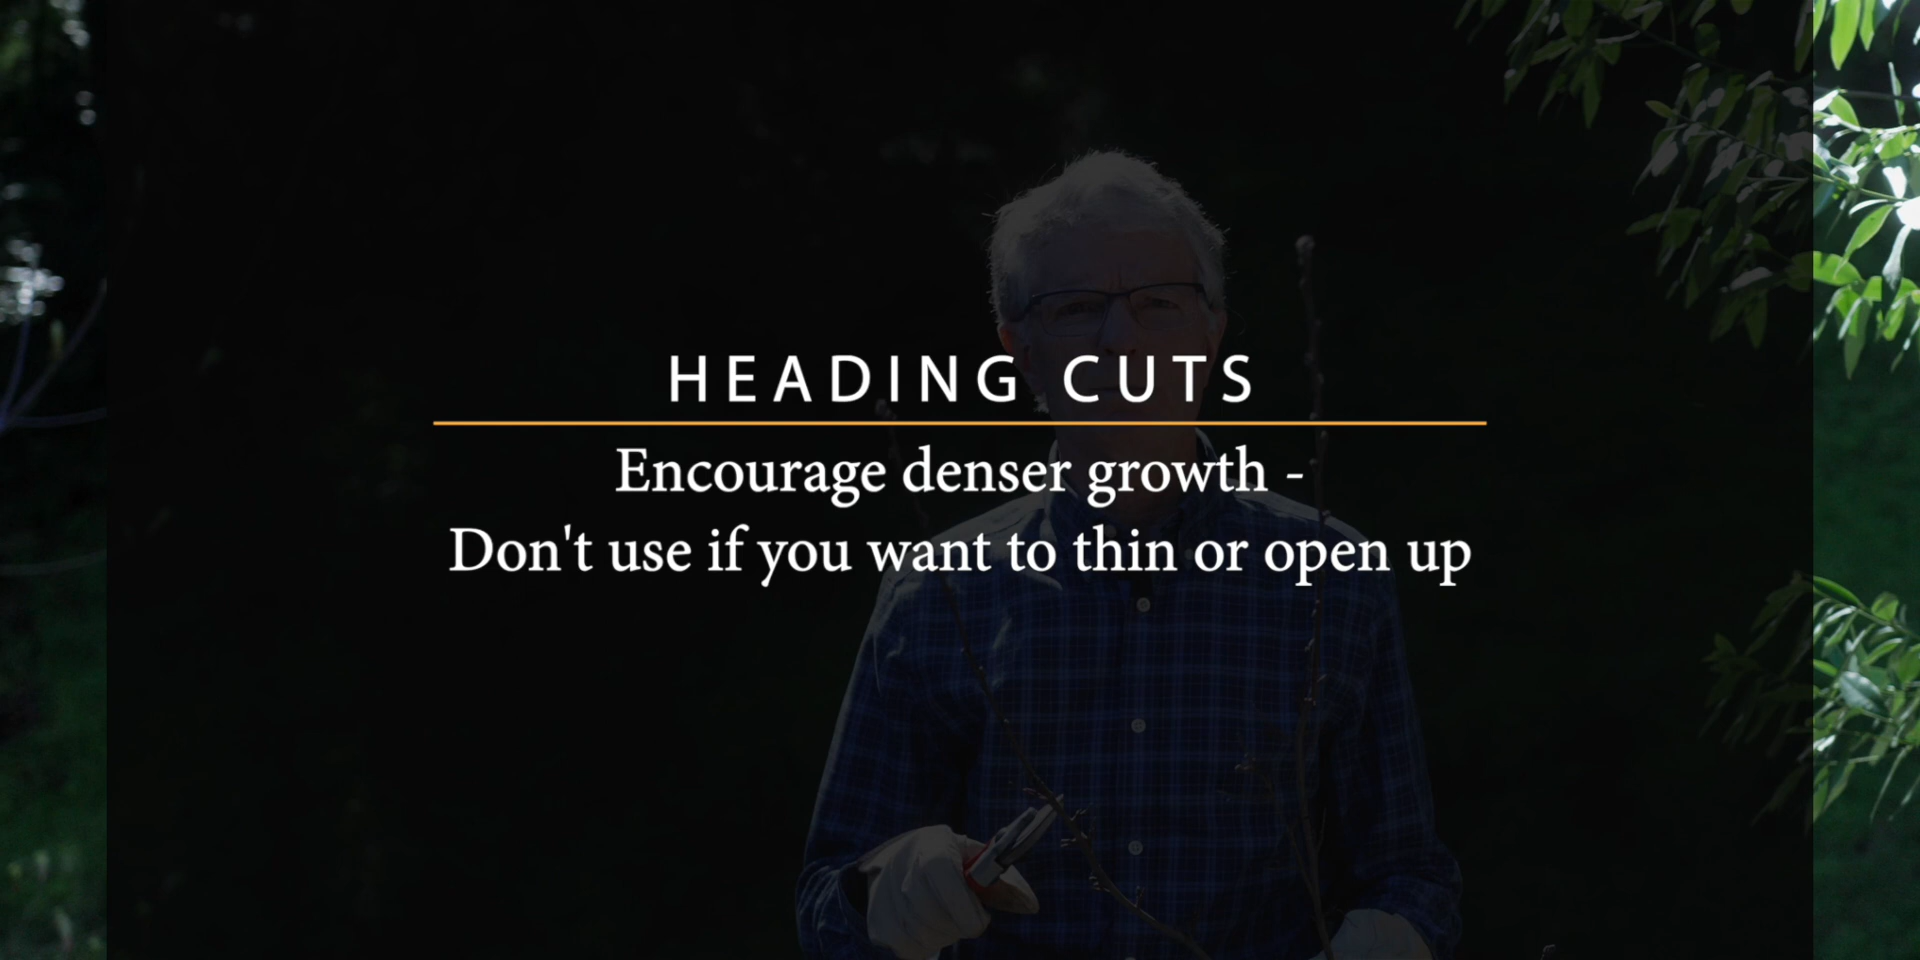 HEADING CUTS
Encourage denser growth -
Don't use if you want to thin or open up